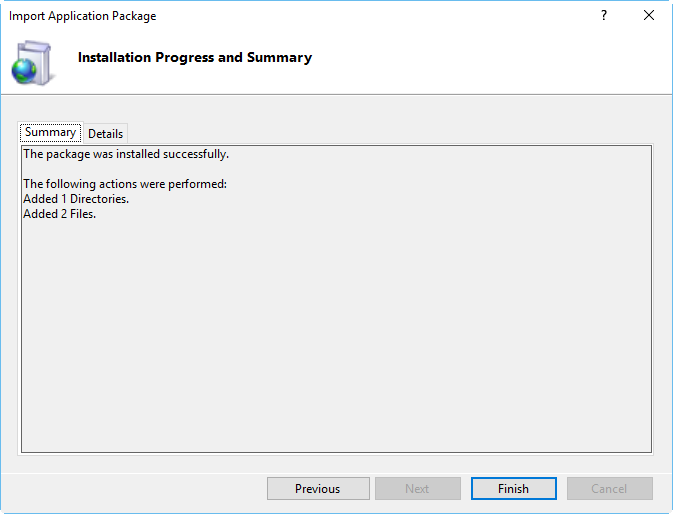 Import Application Package
?
Installation Progress and Summary
Summary Details
The package was installed successfully.
The following actions were performed:
Added 1 Directories.
Added 2 Files.
Previous Next Finish Cancel